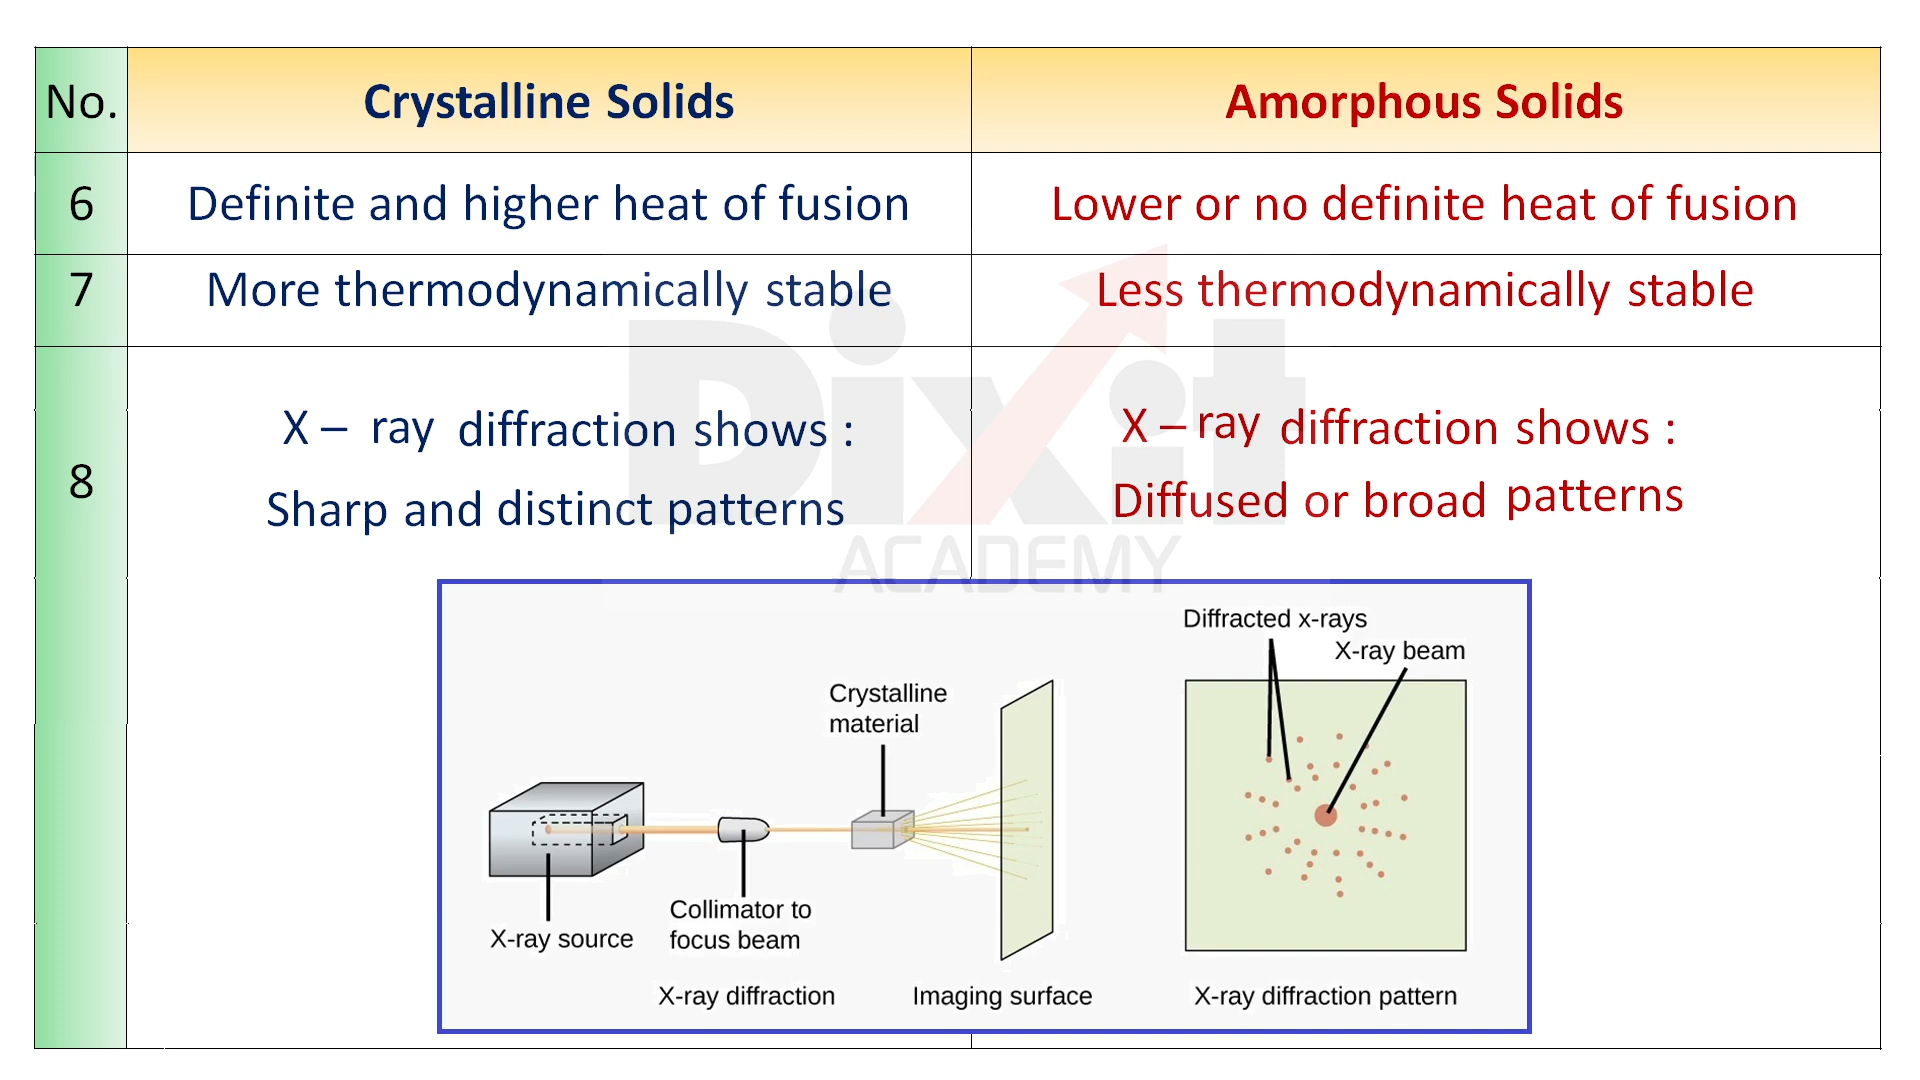 No. Crystalline Solids Amorphous Solids
6 Definite and higher heat of fusion Lower or no definite heat of fusion
7 More thermodynamically stable Less thermodynamically stable
8
X – ray diffraction shows :
Sharp and distinct patterns
X – ray diffraction shows :
Diffused or broad patterns
Dixit
ACADEMY
Diffracted x-rays
X-ray beam
Crystalline
material
X-ray source
Collimator to
focus beam
X-ray diffraction
Imaging surface
X-ray diffraction pattern